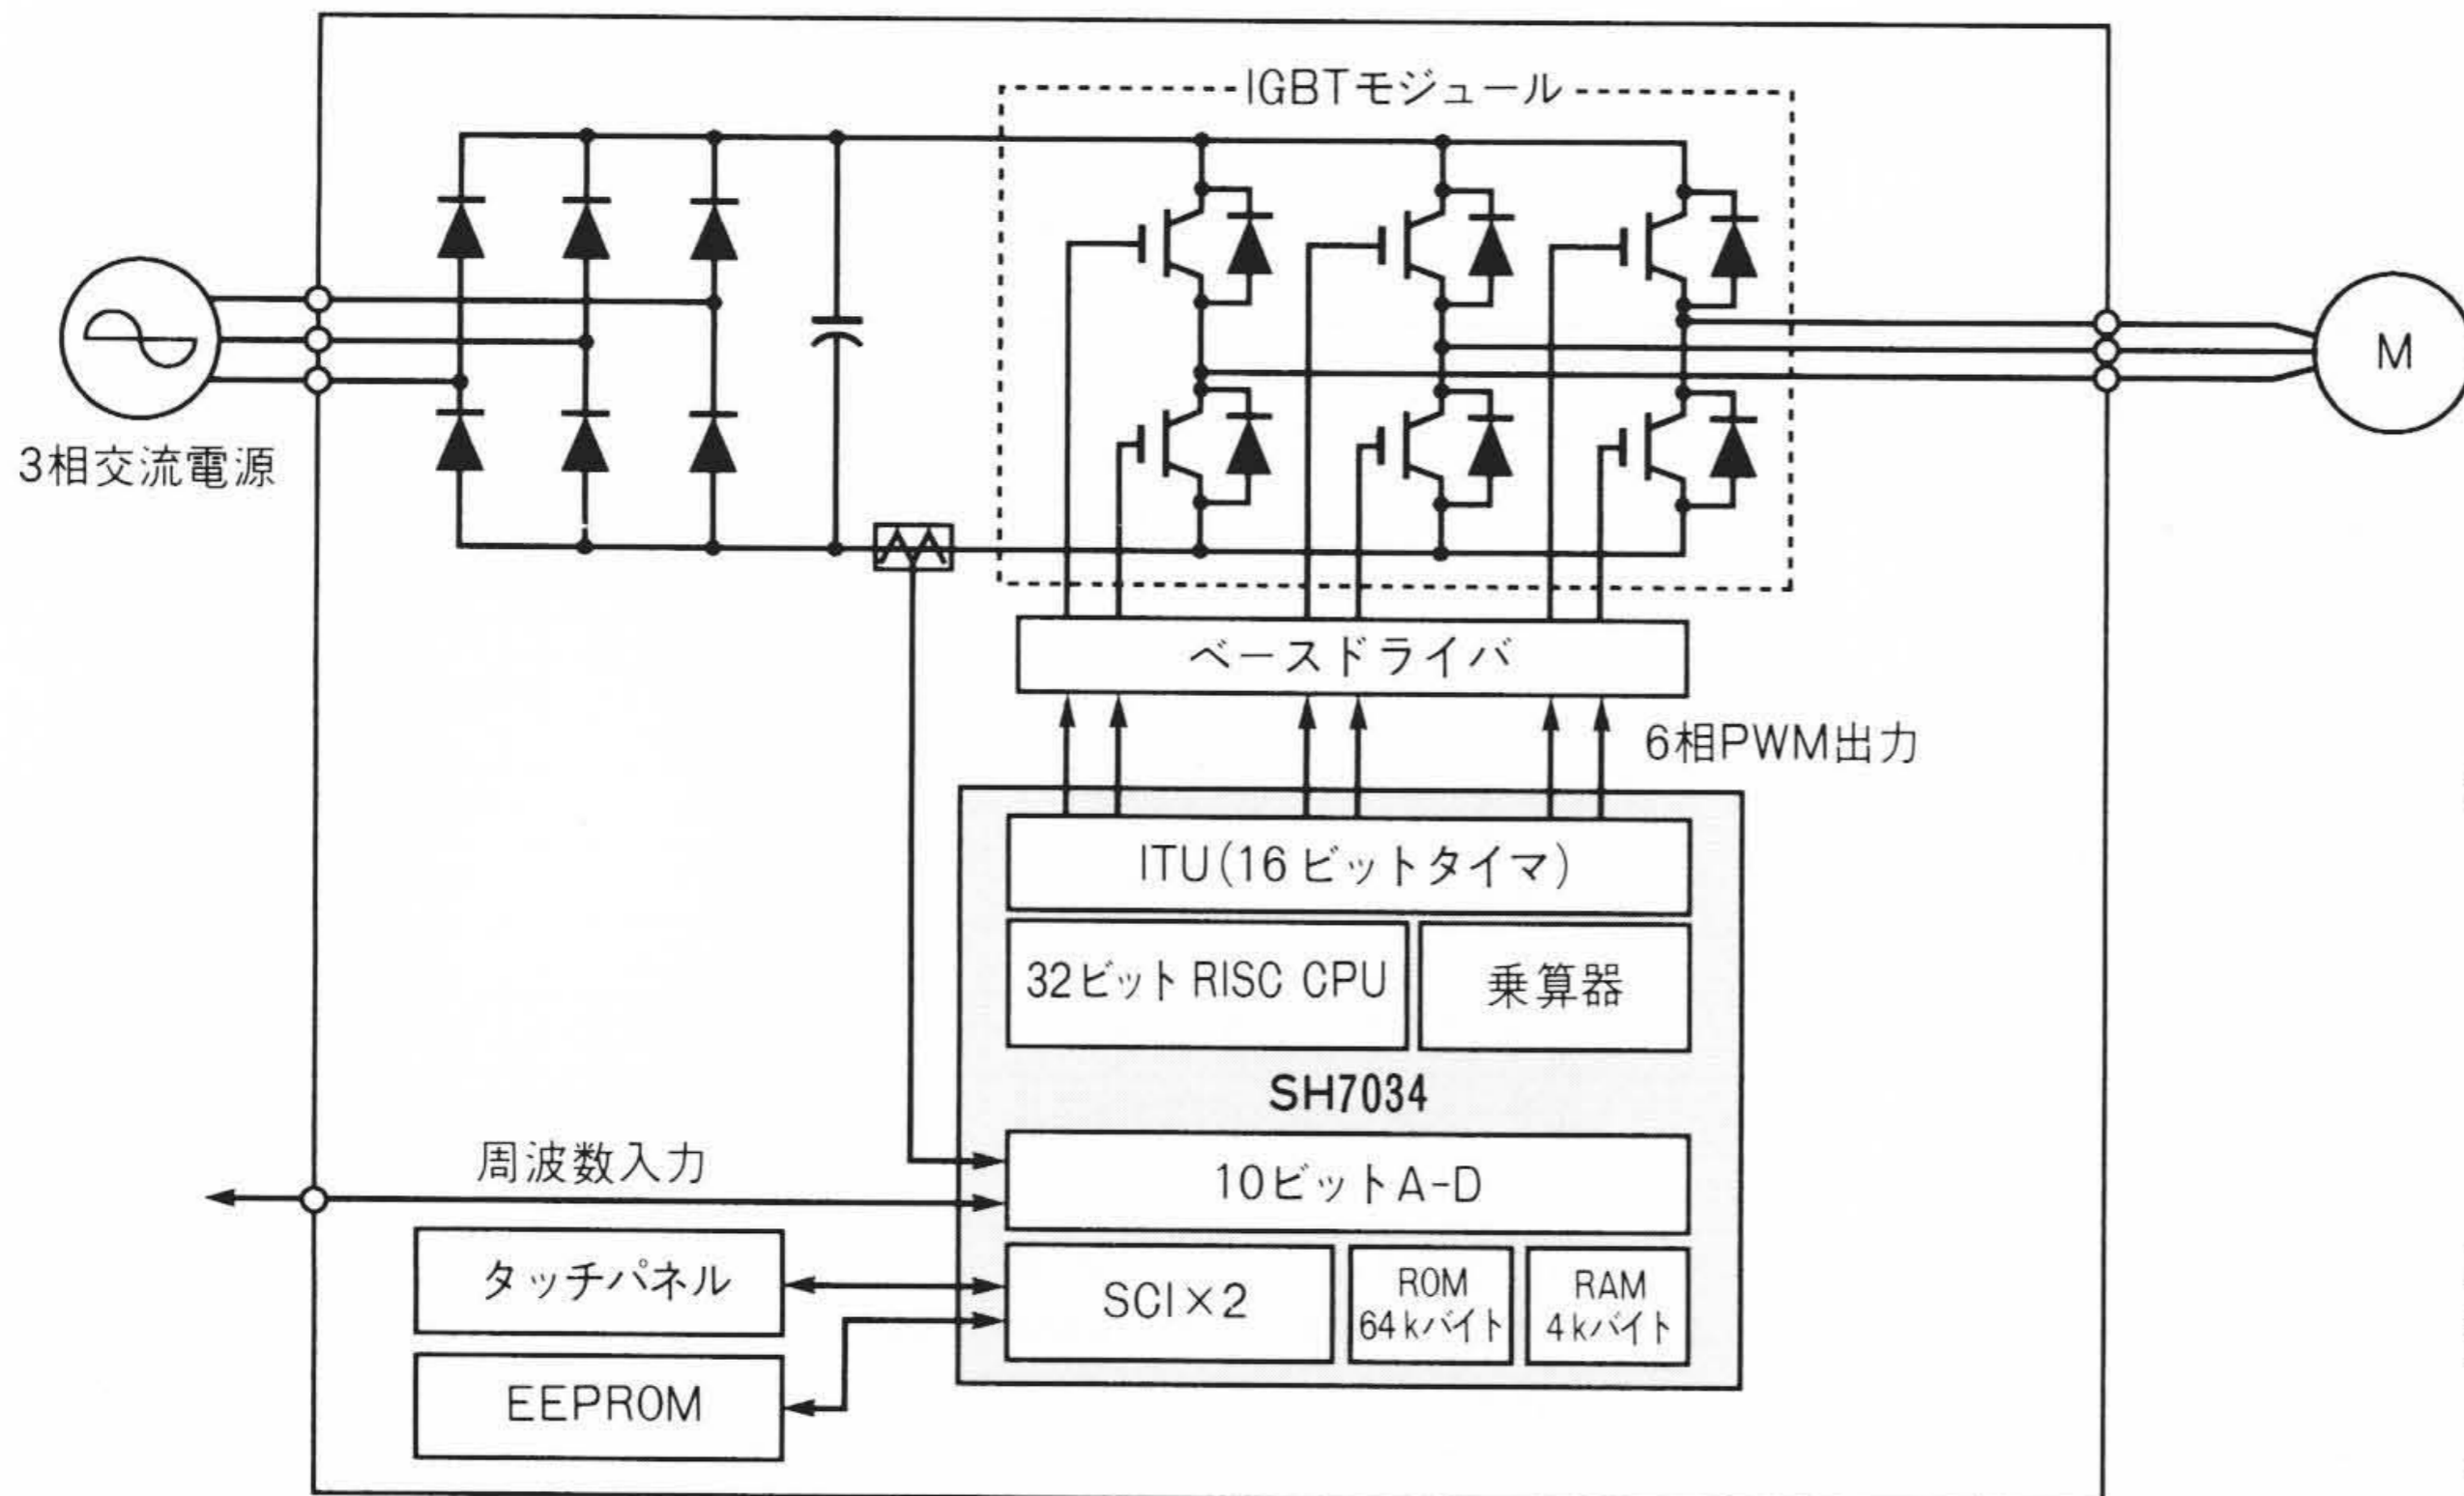 IGBTモジュール
3相交流電源
M
ベースドライバ
6相PWM出力
ITU(16ビットタイマ)
32ビット RISC CPU
乗算器
SH7034
周波数入力
10ビットA-D
タッチパネル
SCI×2
ROM
64kバイト
RAM
4kバイト
EEPROM